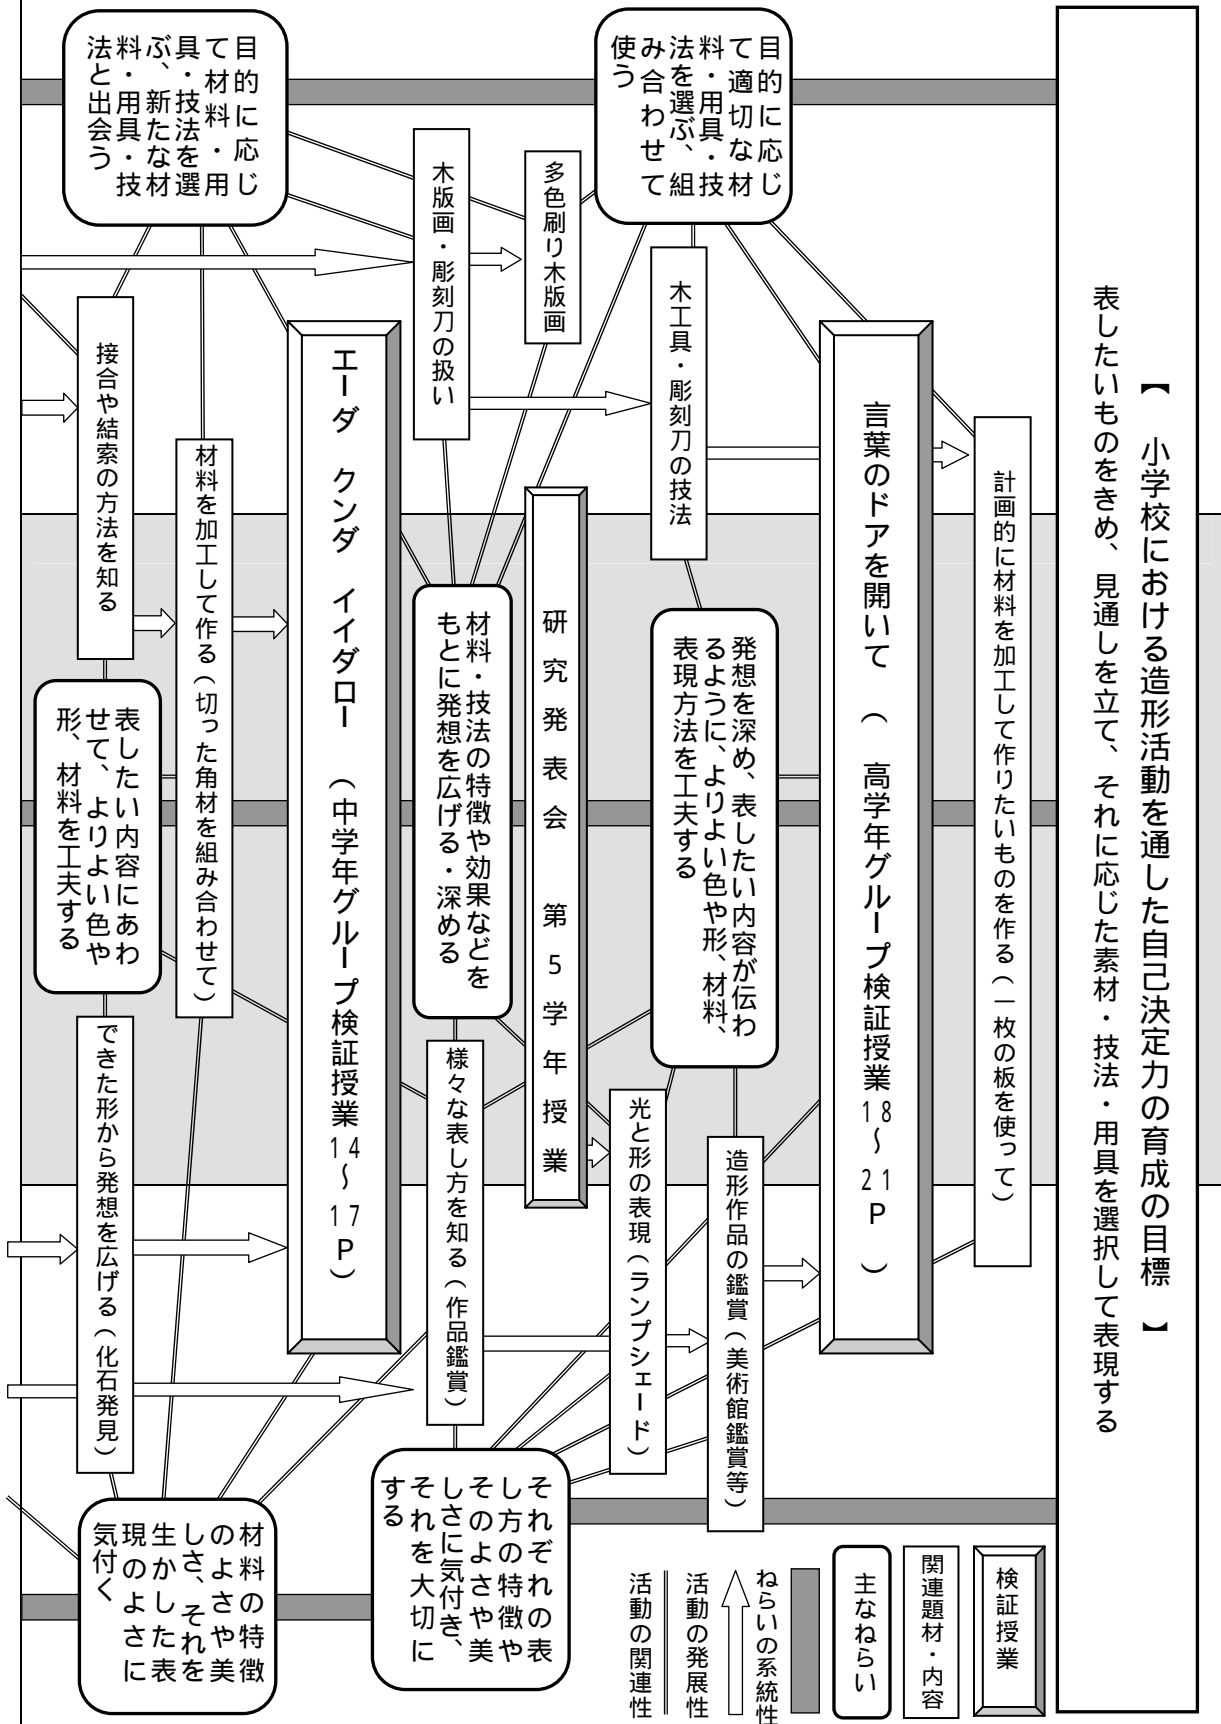 【　小学校における造形活動を通した自己決定力の育成の目標　】
表したいものをきめ、見通しを立て、それに応じた素材・技法・用具を選択して表現する
計画的に材料を加工して作りたいものを作る（一枚の板を使って）
検証授業
関連題材・内容
主なねらい
ねらいの系統性
活動の発展性
活動の関連性
言葉のドアを開いて　（　高学年グループ検証授業18～21P　）
目的に応じ
て適切な材
料・用具・技
法を選ぶ、組
み合わせて
使う
木工具・彫刻刀の技法
発想を深め、表したい内容が伝わ
るように、よりよい色や形、材料、
表現方法を工夫する
造形作品の鑑賞（美術館鑑賞等）
光と形の表現（ランプシェード）
多色刷り木版画
研究発表会　第5学年授業
それぞれの表
し方の特徴や
そのよさや美
しさに気付き、
それを大切に
する
木版画・彫刻刀の扱い
材料・技法の特徴や効果などを
もとに発想を広げる・深める
様々な表し方を知る（作品鑑賞）
エーダ　クンダ　イイダロー　（中学年グループ検証授業14～17P）
目的に応じ
て材料・用
具・技法を選
ぶ、新たな材
料・用具・技
法と出会う
材料を加工して作る（切った角材を組み合わせて）
接合や結索の方法を知る
表したい内容にあわ
せて、よりよい色や
形、材料を工夫する
できた形から発想を広げる（化石発見）
材料の特徴
のよさや美
しさ、それを
生かした表
現のよさに
気付く